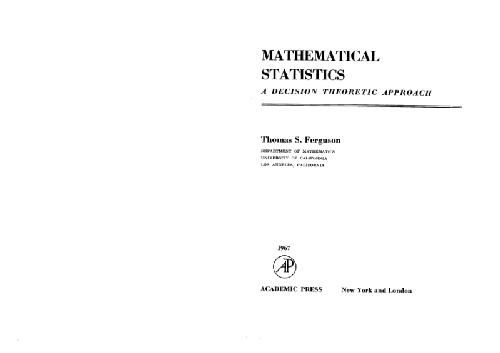 MATHEMATICAL
STATISTICS
A DECISION THEORETIC APPROACH
Thomas S. Ferguson
DEPARTMENT OF MATHEMATICS
UNIVERSITY OF CALIFORNIA
LOS ANGELES, CALIFORNIA
1967
AP
ACADEMIC PRESS New York and London